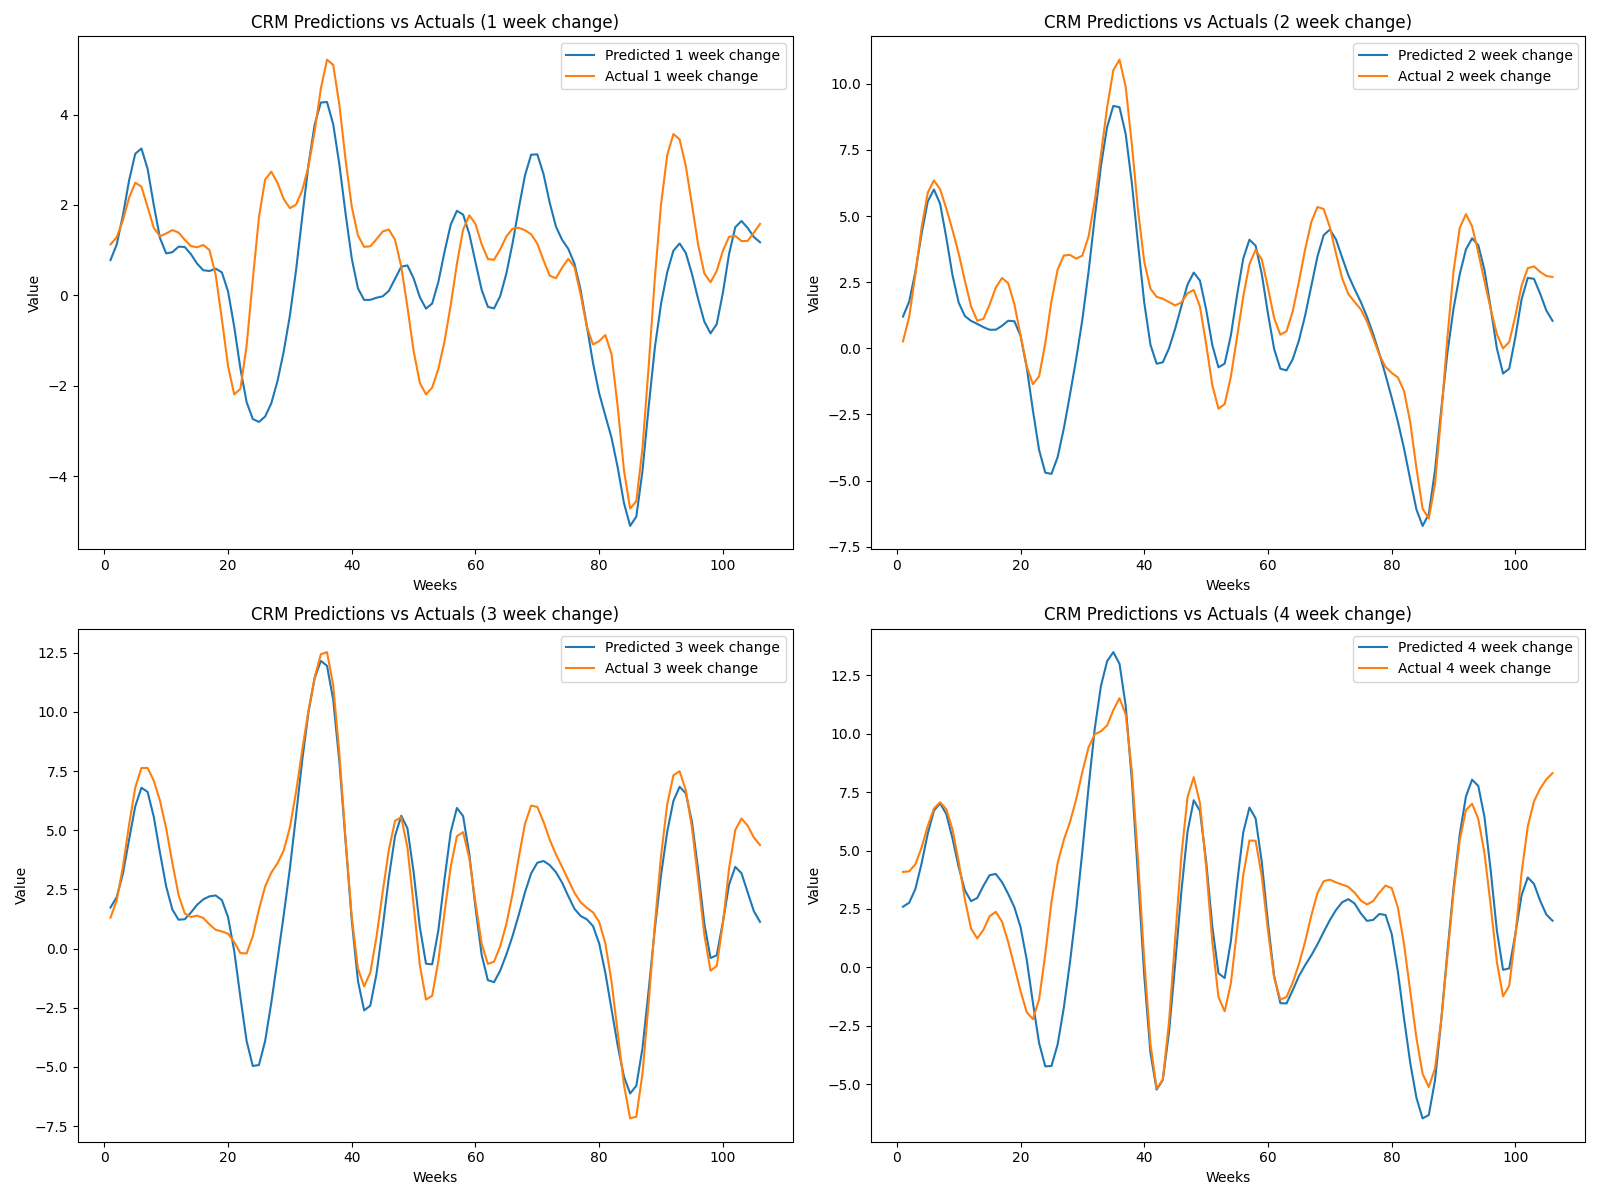 CRM Predictions vs Actuals (1 week change)
Predicted 1 week change
Actual 1 week change
4
2
0
−2
−4
Value
0 20 40 60 80 100
Weeks
CRM Predictions vs Actuals (2 week change)
Predicted 2 week change
Actual 2 week change
10.0
7.5
5.0
2.5
0.0
−2.5
−5.0
−7.5
Value
0 20 40 60 80 100
Weeks
CRM Predictions vs Actuals (3 week change)
Predicted 3 week change
Actual 3 week change
12.5
10.0
7.5
5.0
2.5
0.0
−2.5
−5.0
−7.5
Value
0 20 40 60 80 100
Weeks
CRM Predictions vs Actuals (4 week change)
Predicted 4 week change
Actual 4 week change
12.5
10.0
7.5
5.0
2.5
0.0
−2.5
−5.0
Value
0 20 40 60 80 100
Weeks